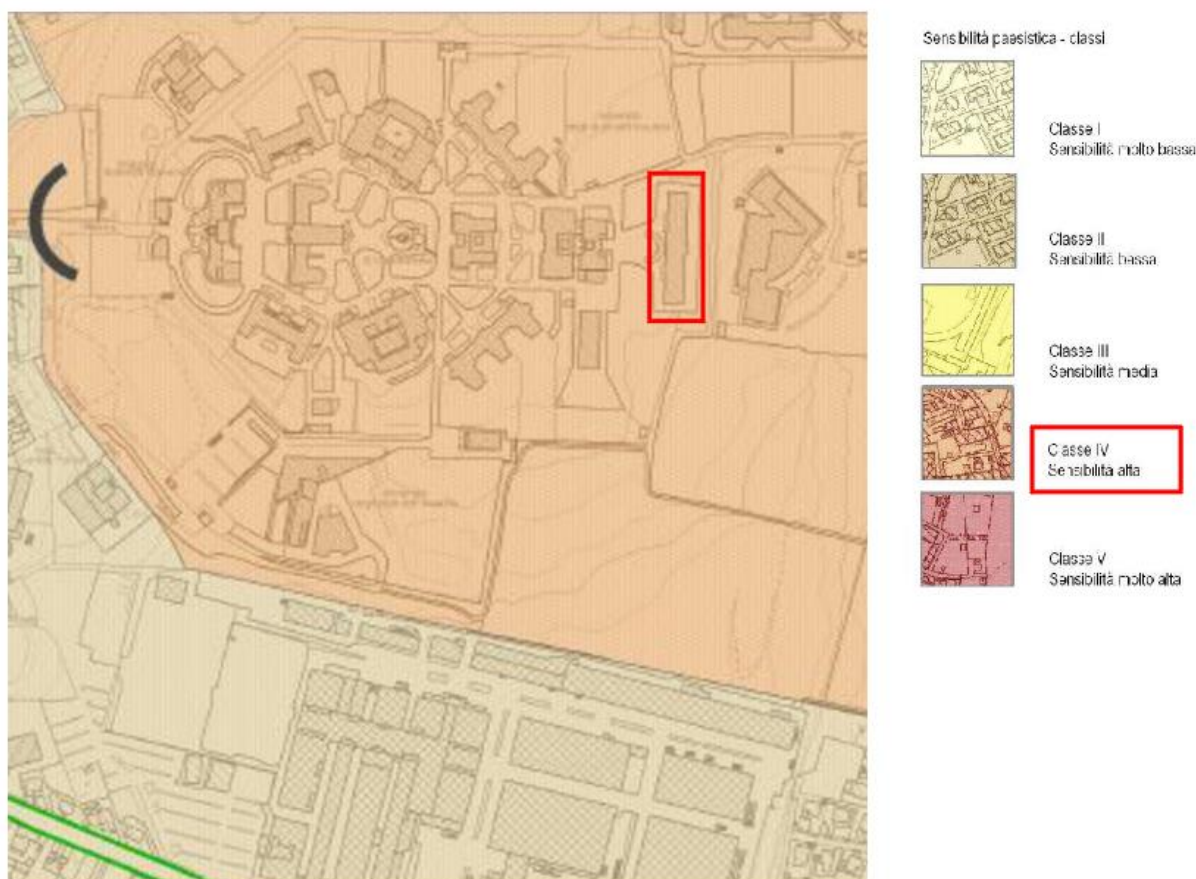 Sensibilità paesistica - classi
Classe I
Sensibilità molto bassa
Classe II
Sensibilità bassa
Classe III
Sensibilità media
Classe IV
Sensibilità alta
Classe V
Sensibilità molto alta